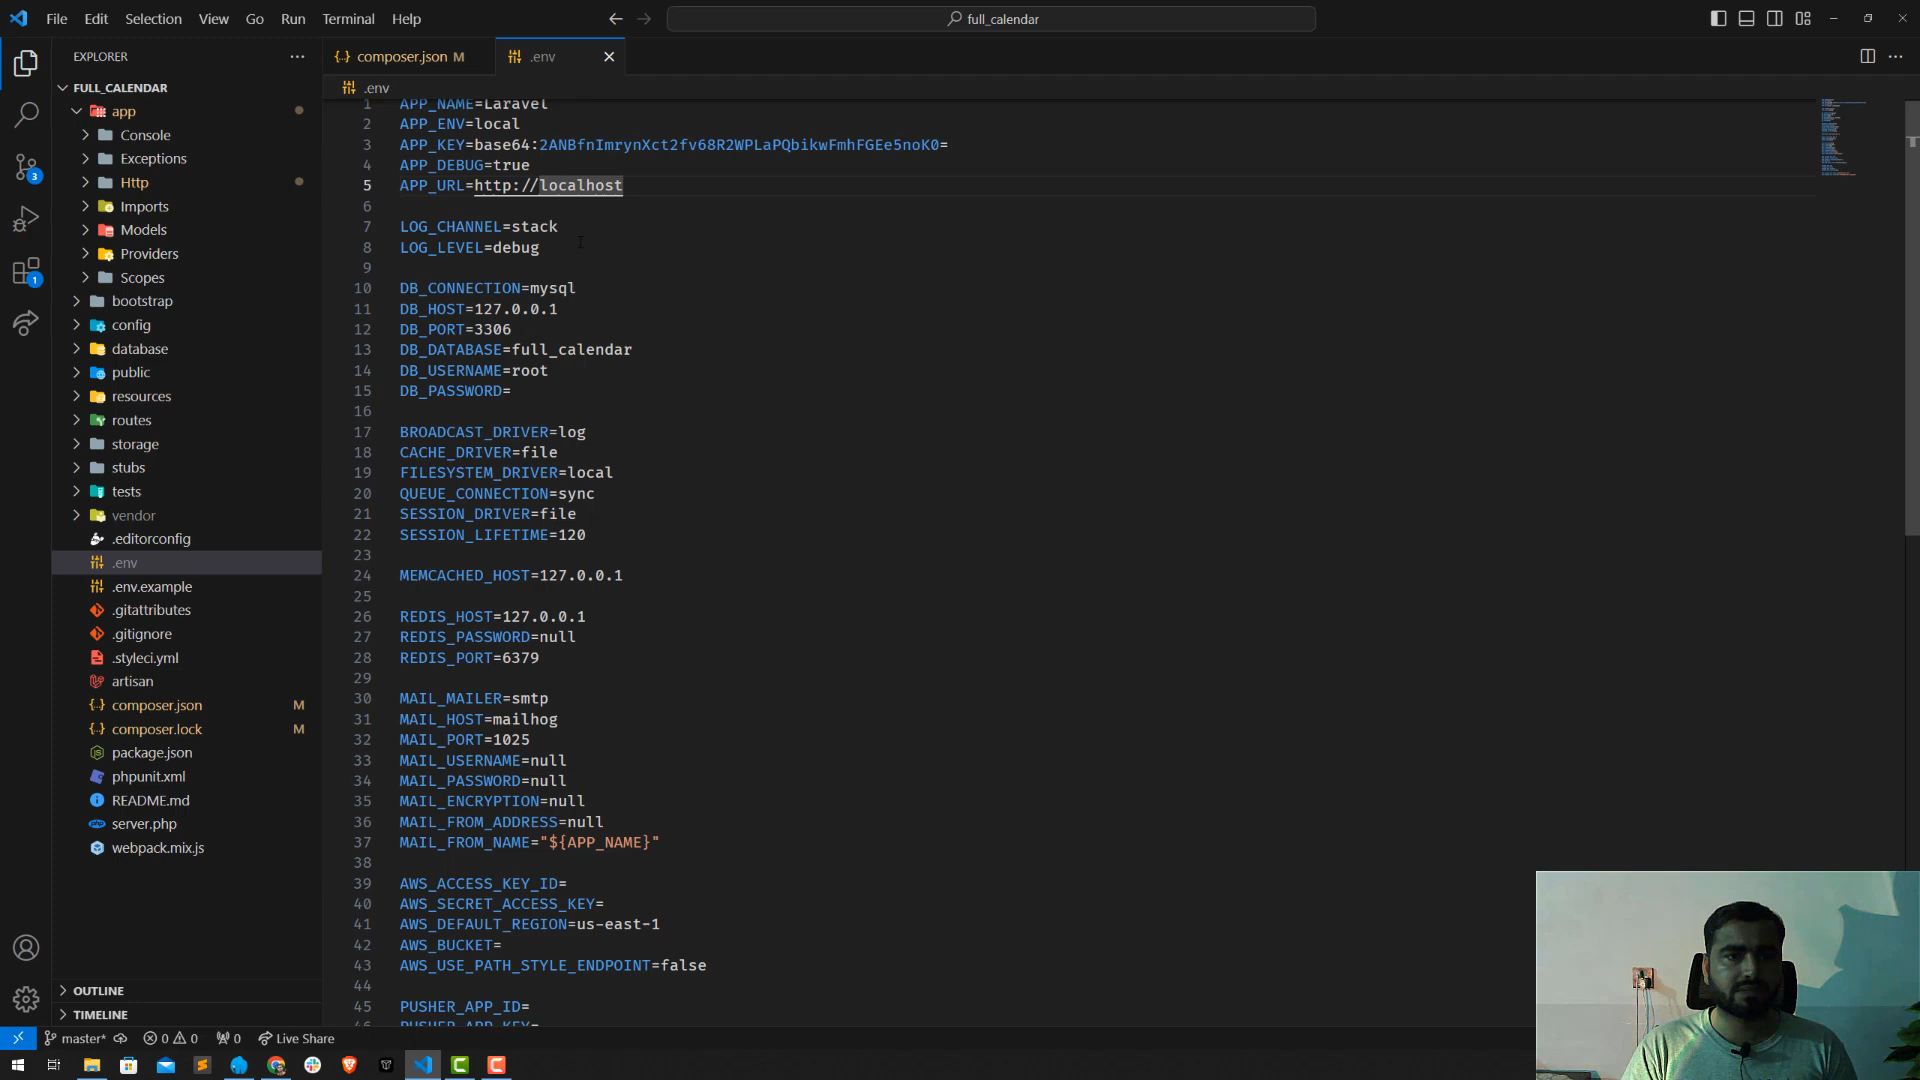 File Edit Selection View Go Run Terminal Help
full_calendar
EXPLORER
composer.json M
.env
FULL_CALENDAR
.env
app
Console
Exceptions
Http
Imports
Models
Providers
Scopes
bootstrap
config
database
public
resources
routes
storage
stubs
tests
vendor
.editorconfig
.env
.env.example
.gitattributes
.gitignore
.styleci.yml
artisan
composer.json M
composer.lock M
package.json
phpunit.xml
README.md
server.php
webpack.mix.js
OUTLINE
TIMELINE
3
1
1 APP_NAME=Laravel
2 APP_ENV=local
3 APP_KEY=base64:2ANBfnImrynXct2fv68R2WPLaPQbikwFmhFGEe5noK0=
4 APP_DEBUG=true
5 APP_URL=http://localhost
6
7 LOG_CHANNEL=stack
8 LOG_LEVEL=debug
9
10 DB_CONNECTION=mysql
11 DB_HOST=127.0.0.1
12 DB_PORT=3306
13 DB_DATABASE=full_calendar
14 DB_USERNAME=root
15 DB_PASSWORD=
16
17 BROADCAST_DRIVER=log
18 CACHE_DRIVER=file
19 FILESYSTEM_DRIVER=local
20 QUEUE_CONNECTION=sync
21 SESSION_DRIVER=file
22 SESSION_LIFETIME=120
23
24 MEMCACHED_HOST=127.0.0.1
25
26 REDIS_HOST=127.0.0.1
27 REDIS_PASSWORD=null
28 REDIS_PORT=6379
29
30 MAIL_MAILER=smtp
31 MAIL_HOST=mailhog
32 MAIL_PORT=1025
33 MAIL_USERNAME=null
34 MAIL_PASSWORD=null
35 MAIL_ENCRYPTION=null
36 MAIL_FROM_ADDRESS=null
37 MAIL_FROM_NAME="${APP_NAME}"
38
39 AWS_ACCESS_KEY_ID=
40 AWS_SECRET_ACCESS_KEY=
41 AWS_DEFAULT_REGION=us-east-1
42 AWS_BUCKET=
43 AWS_USE_PATH_STYLE_ENDPOINT=false
44
45 PUSHER_APP_ID=
46 PUSHER_APP_KEY=
master* 0 0 0 Live Share